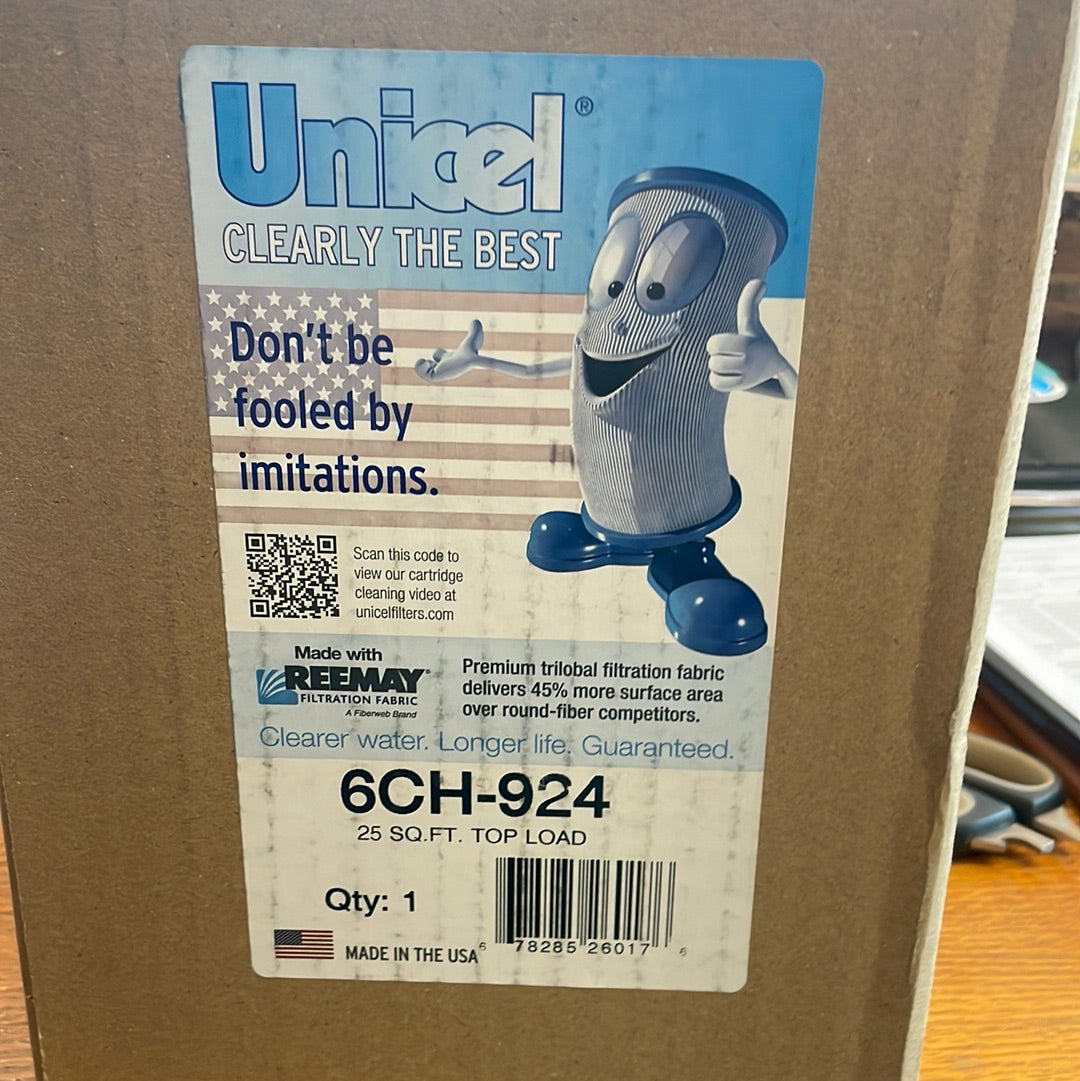 Unicel®
CLEARLY THE BEST
Don't be
fooled by
imitations.
Scan this code to
view our cartridge
cleaning video at
unicelfilters.com
Made with
REEMAY®
FILTRATION FABRIC
A Fiberweb Brand
Premium trilobal filtration fabric
delivers 45% more surface area
over round-fiber competitors.
Clearer water. Longer life. Guaranteed.
6CH-924
25 SQ.FT. TOP LOAD
Qty: 1
MADE IN THE USA
6 78285 26017 6